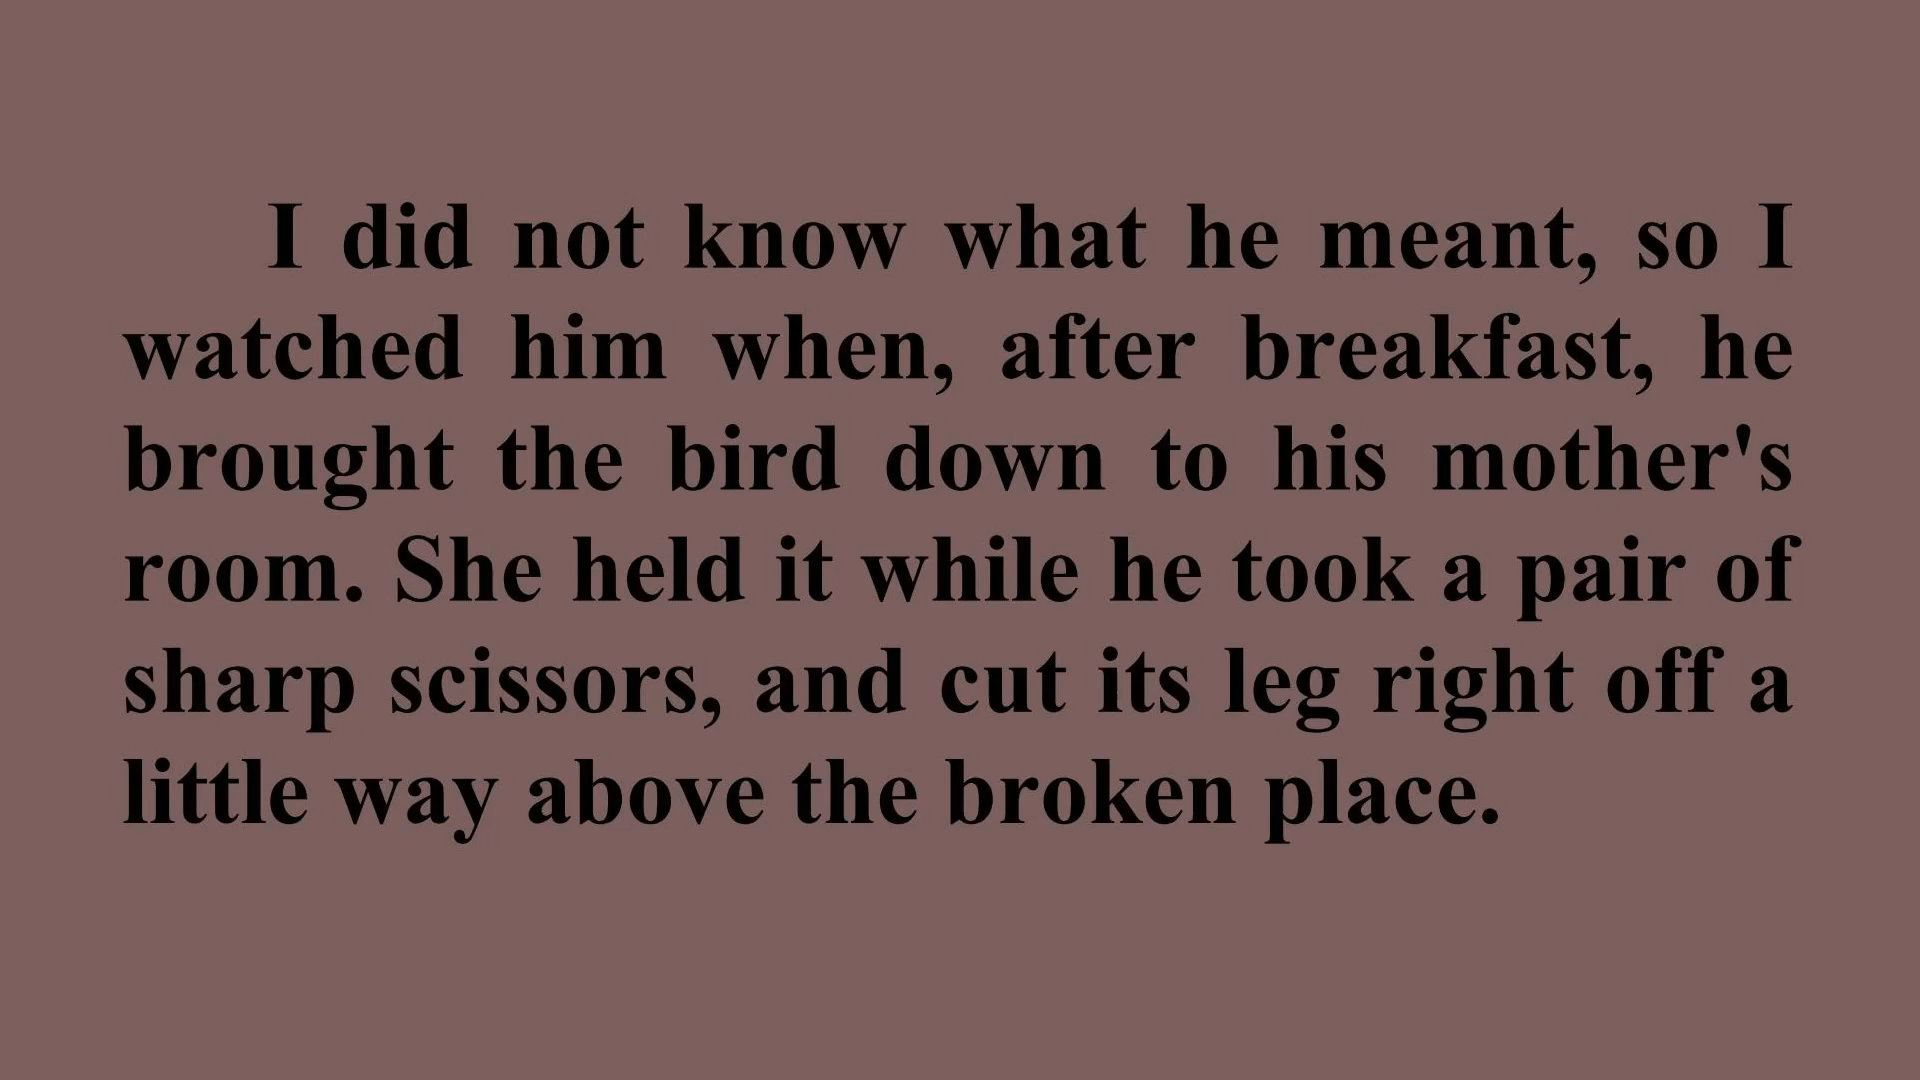 I did not know what he meant, so I
watched him when, after breakfast, he
brought the bird down to his mother's
room. She held it while he took a pair of
sharp scissors, and cut its leg right off a
little way above the broken place.